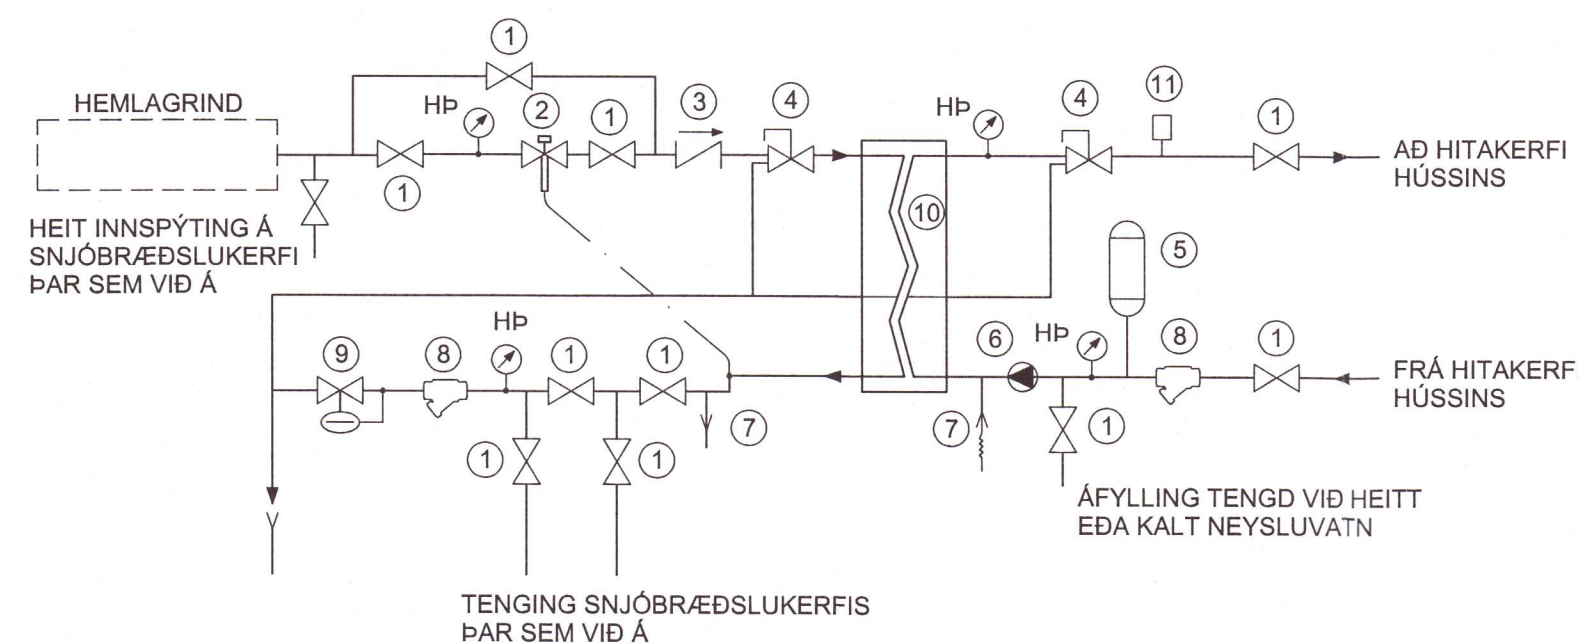 1
HEMLAGRIND
HÞ
2
1
3
4
HÞ
4
11
1
1
AÐ HITAKERFI
HÚSSINS
10
HEIT INNSPÝTING Á
SNJÓBRÆÐSLUKERFI
ÞAR SEM VIÐ Á
5
HÞ
9
8
1
1
6
HÞ
8
1
FRÁ HITAKERFI
HÚSSINS
7
7
1
1
1
ÁFYLLING TENGD VIÐ HEITT
EÐA KALT NEYSLUVATN
TENGING SNJÓBRÆÐSLUKERFIS
ÞAR SEM VIÐ Á